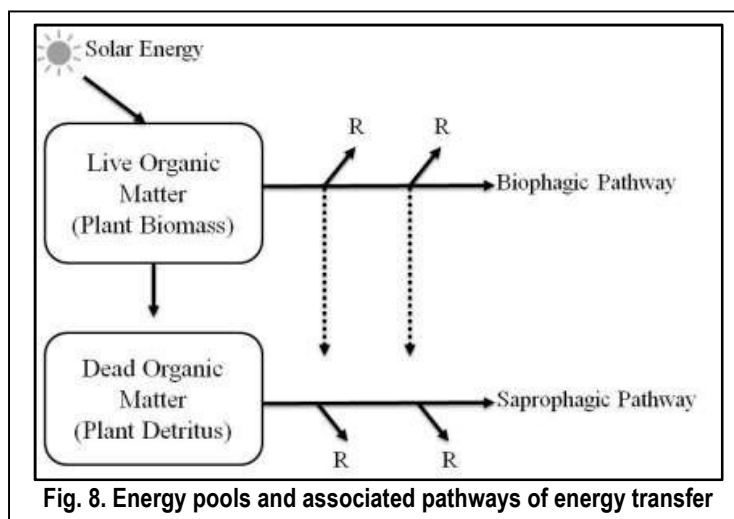 Solar Energy
R R
Live Organic
Matter
(Plant Biomass)
Biophagic Pathway
Dead Organic
Matter
(Plant Detritus)
Saprophagic Pathway
R R
Fig. 8. Energy pools and associated pathways of energy transfer